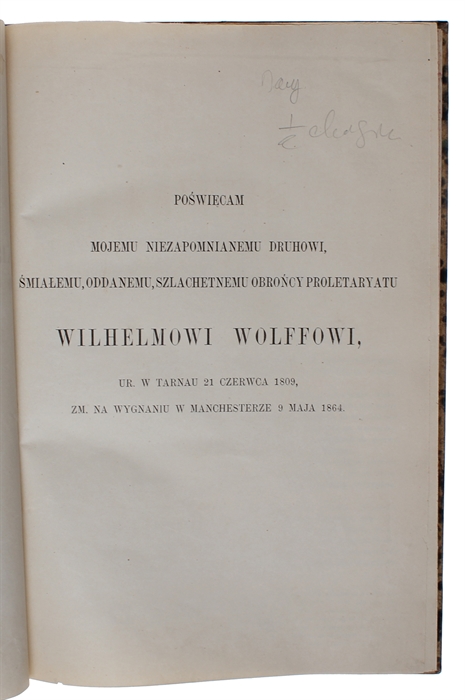 POŚWIĘCAM
MOJEMU NIEZAPOMNIANEMU DRUHOWI,
ŚMIAŁEMU, ODDANEMU, SZLACHETNEMU OBROŃCY PROLETARYATU
WILHELMOWI WOLFFOWI,
UR. W TARNAU 21 CZERWCA 1809,
ZM. NA WYGNANIU W MANCHESTERZE 9 MAJA 1864.